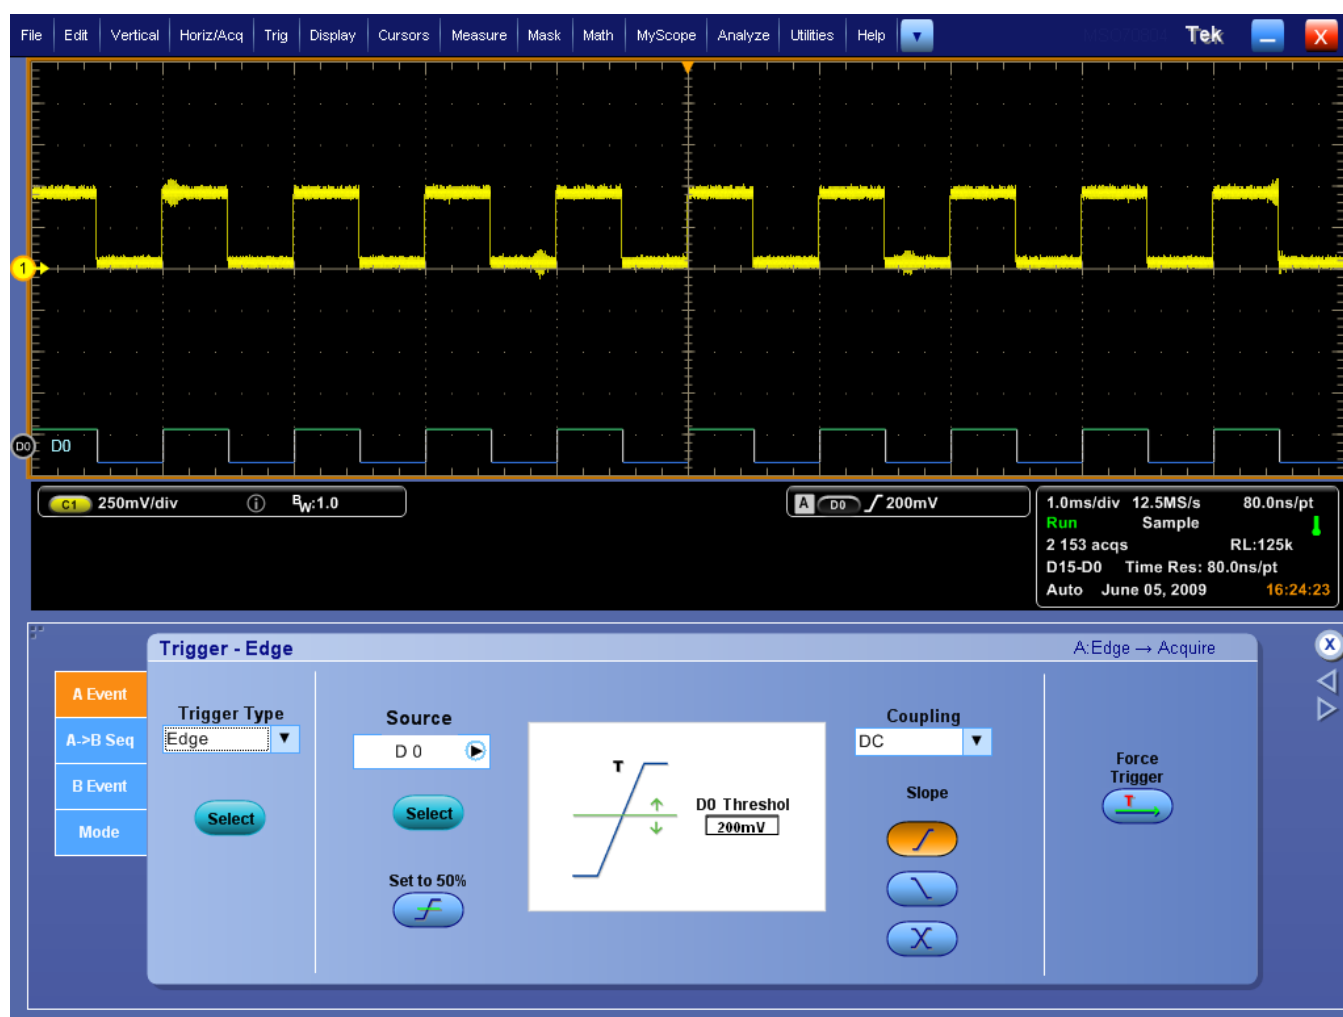 File Edit Vertical Horiz/Acq Trig Display Cursors Measure Mask Math MyScope Analyze Utilities Help Tek X
1
D0 D0
C1 250mV/div i BW:1.0
A D0 200mV
1.0ms/div 12.5MS/s 80.0ns/pt
Run Sample
2 153 acqs RL:125k
D15-D0 Time Res: 80.0ns/pt
Auto June 05, 2009 16:24:23
Trigger - Edge A:Edge → Acquire X
A Event
A->B Seq
B Event
Mode
Trigger Type
Edge
Select
Source
D 0
Select
Set to 50%
T
D0 Threshol
200mV
Coupling
DC
Slope
Force
Trigger
T